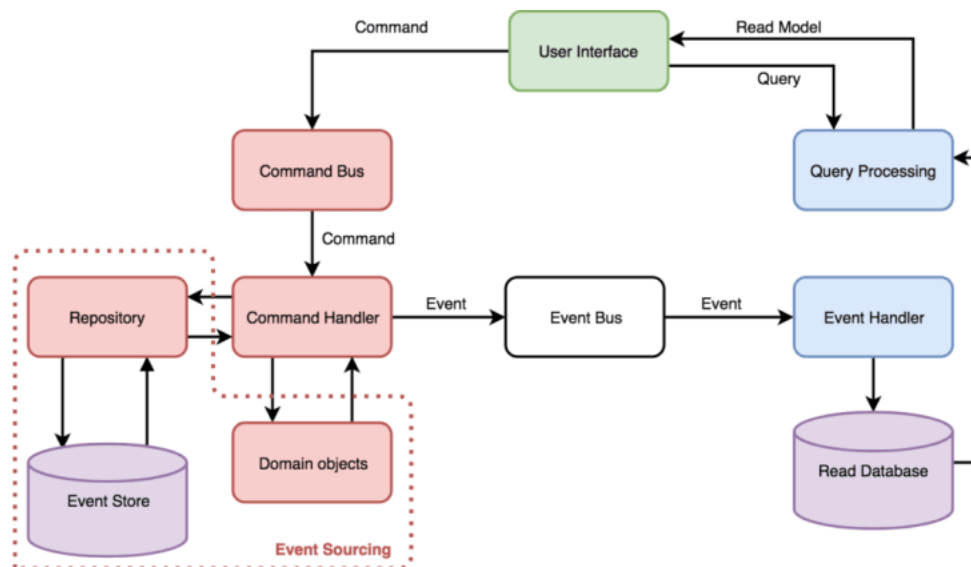 Command
User Interface
Read Model
Query
Command Bus
Query Processing
Command
Repository
Command Handler
Event
Event Bus
Event
Event Handler
Domain objects
Event Store
Read Database
Event Sourcing